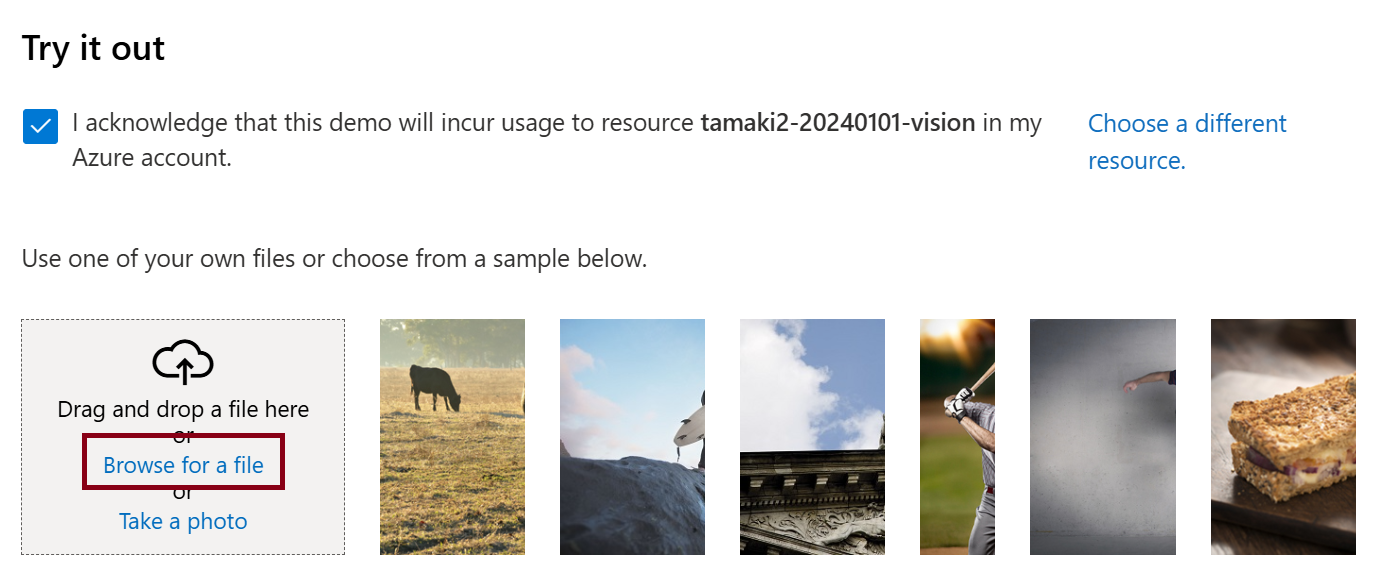 Try it out
I acknowledge that this demo will incur usage to resource tamaki2-20240101-vision in my
Azure account.
Choose a different
resource.
Use one of your own files or choose from a sample below.
Drag and drop a file here
or
Browse for a file
or
Take a photo